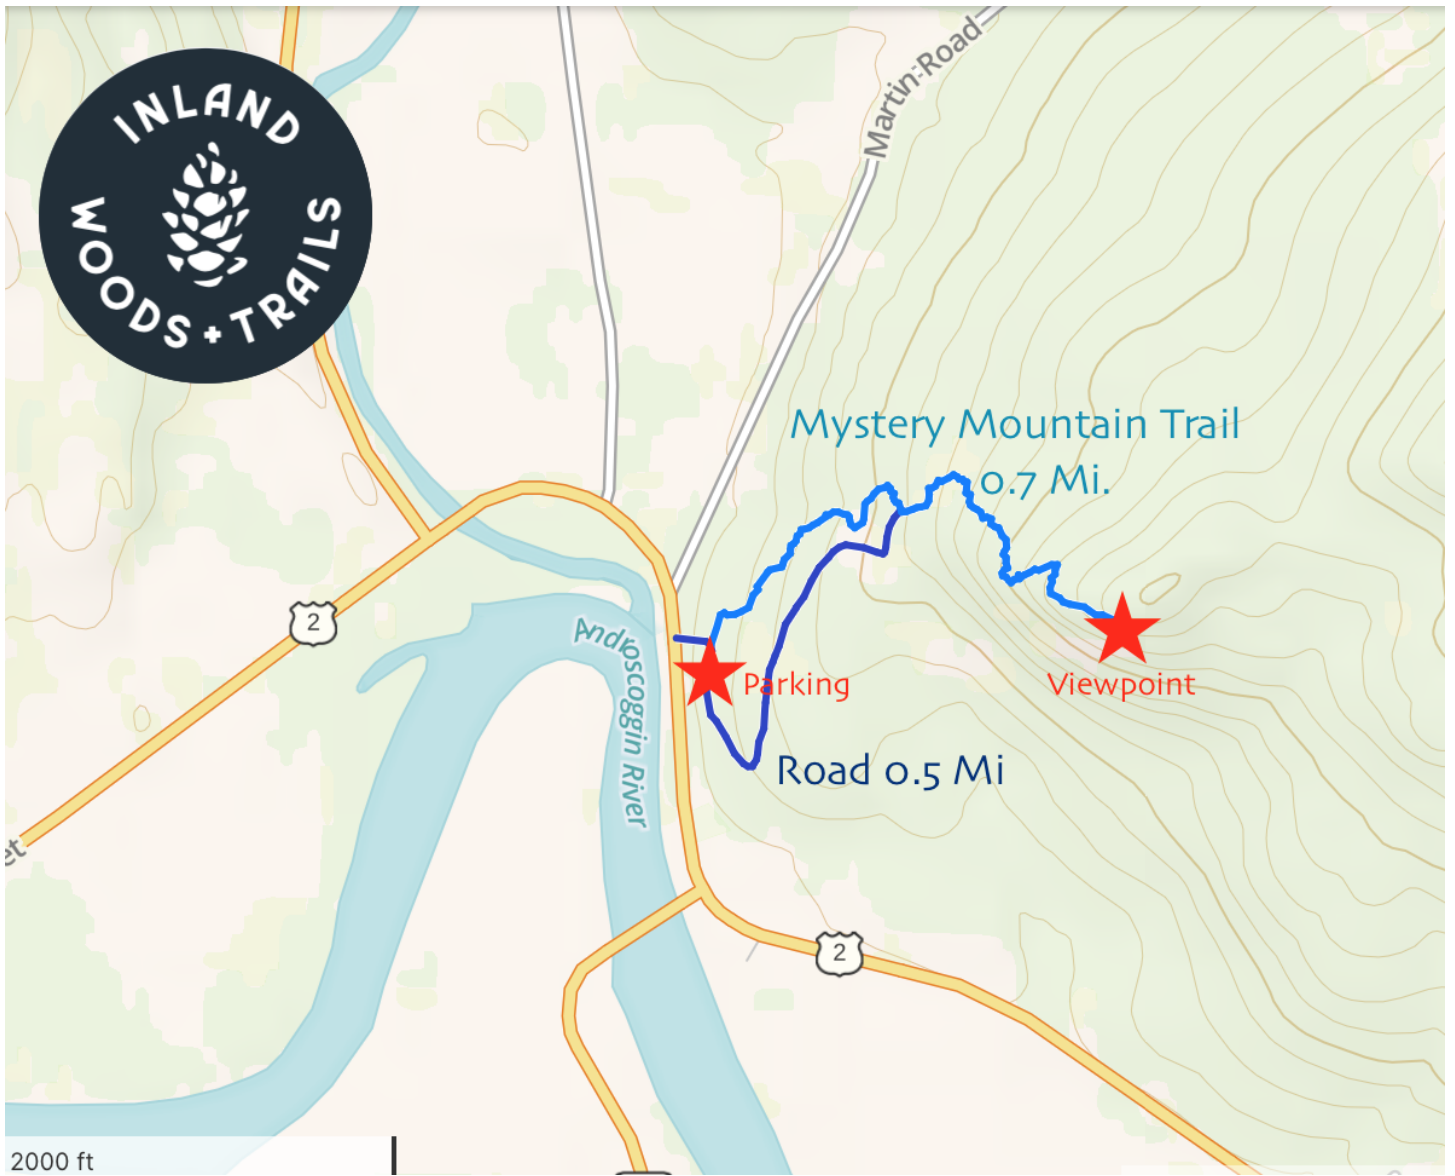 INLAND
WOODS + TRAILS
Martin Road
Mystery Mountain Trail
0.7 Mi.
2
Androscoggin River
Parking
Viewpoint
Road 0.5 Mi
et
2
2000 ft